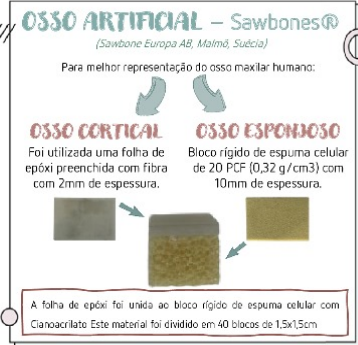 OSSO ARTIFICIAL – Sawbones®
(Sawbone Europa AB, Malmö, Suécia)
Para melhor representação do osso maxilar humano:
OSSO CORTICAL
Foi utilizada uma folha de
epóxi preenchida com fibra
com 2mm de espessura.
OSSO ESPONJOSO
Bloco rígido de espuma celular
de 20 PCF (0,32 g/cm3) com
10mm de espessura.
A folha de epóxi foi unida ao bloco rígido de espuma celular com
Cianoacrilato Este material foi dividido em 40 blocos de 1,5x1,5cm